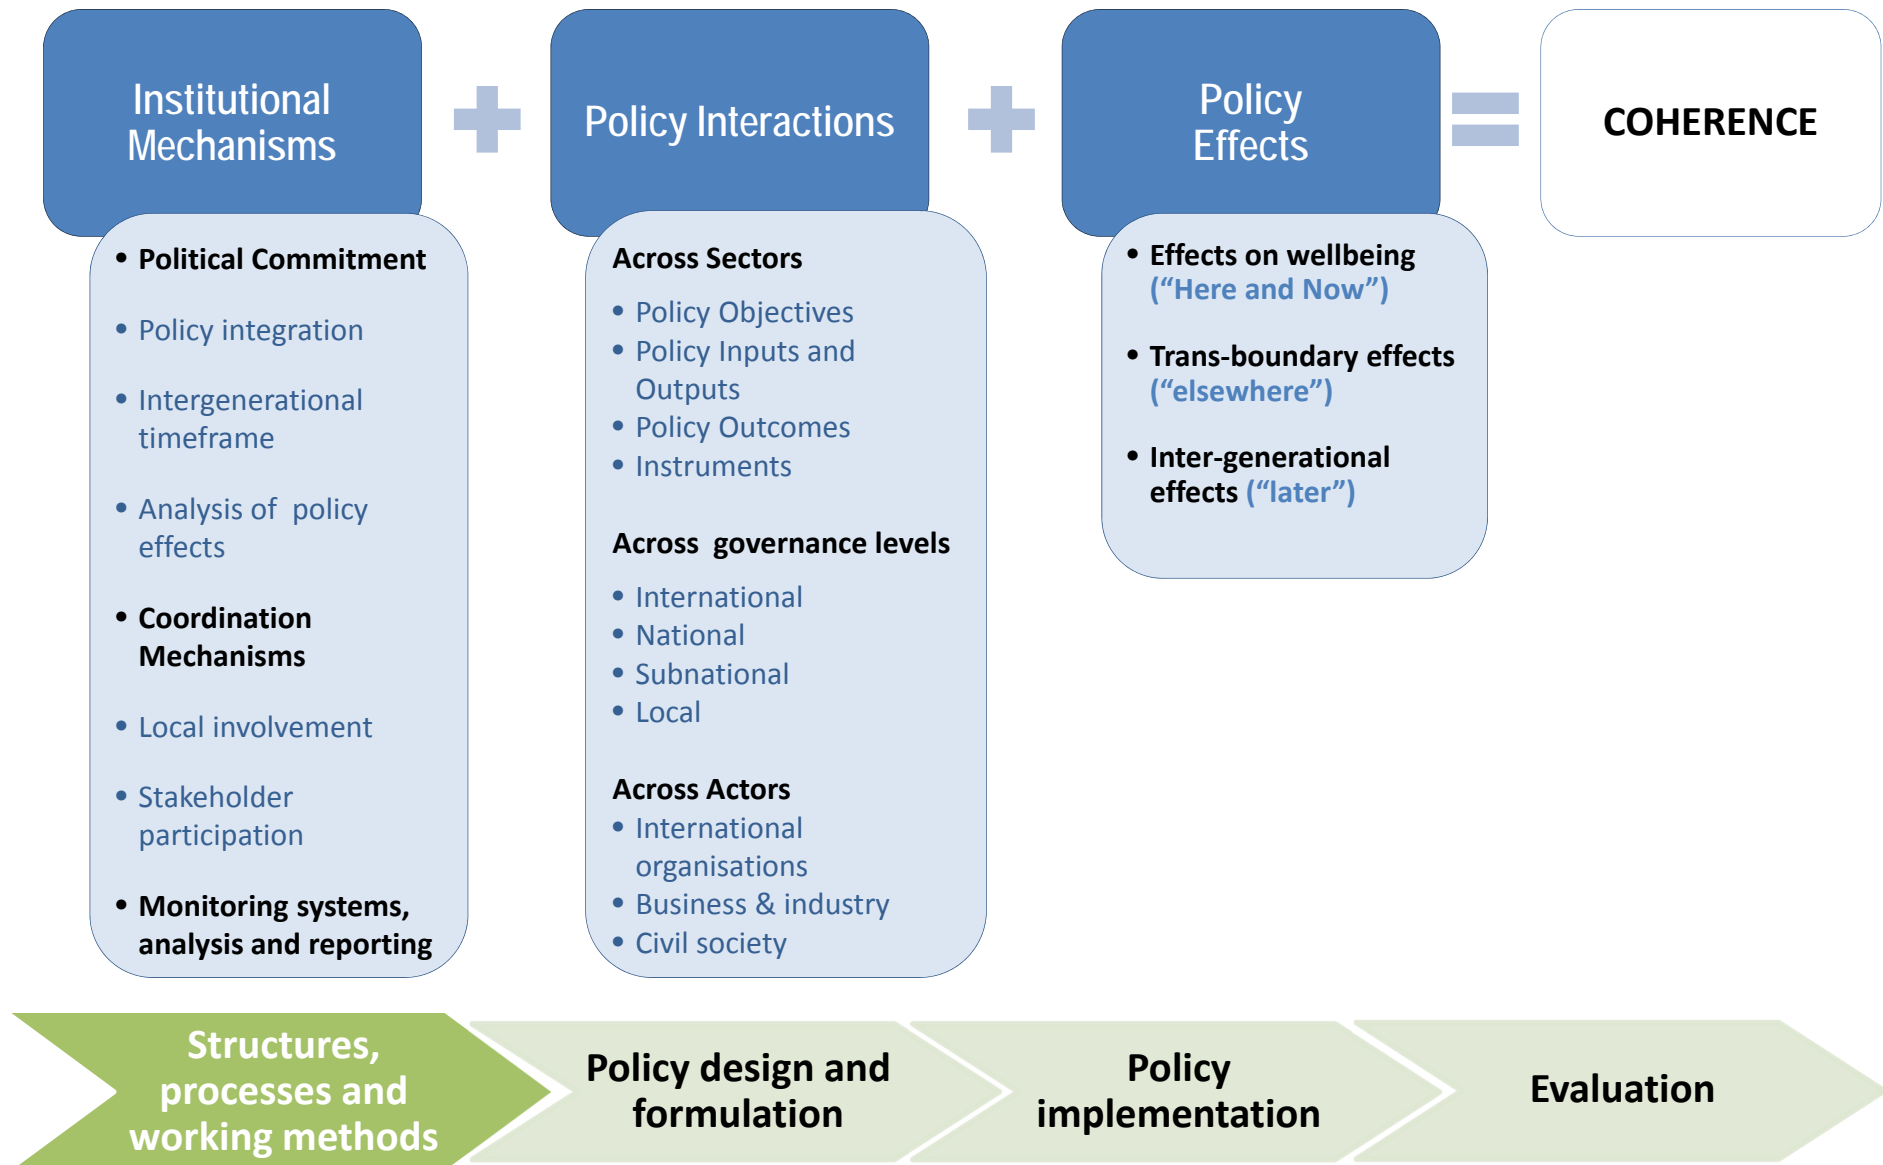 Institutional
Mechanisms
Policy Interactions
Policy
Effects
COHERENCE
• Political Commitment
• Policy integration
• Intergenerational
timeframe
• Analysis of  policy
effects
• Coordination
Mechanisms
• Local involvement
• Stakeholder
participation
• Monitoring systems,
analysis and reporting
Across Sectors
• Policy Objectives
• Policy Inputs and
Outputs
• Policy Outcomes
• Instruments
Across  governance levels
• International
• National
• Subnational
• Local
Across Actors
• International
organisations
• Business & industry
• Civil society
• Effects on wellbeing
(“Here and Now”)
• Trans-boundary effects
(“elsewhere”)
• Inter-generational
effects (“later”)
Structures,
processes and
working methods
Policy design and
formulation
Policy
implementation
Evaluation